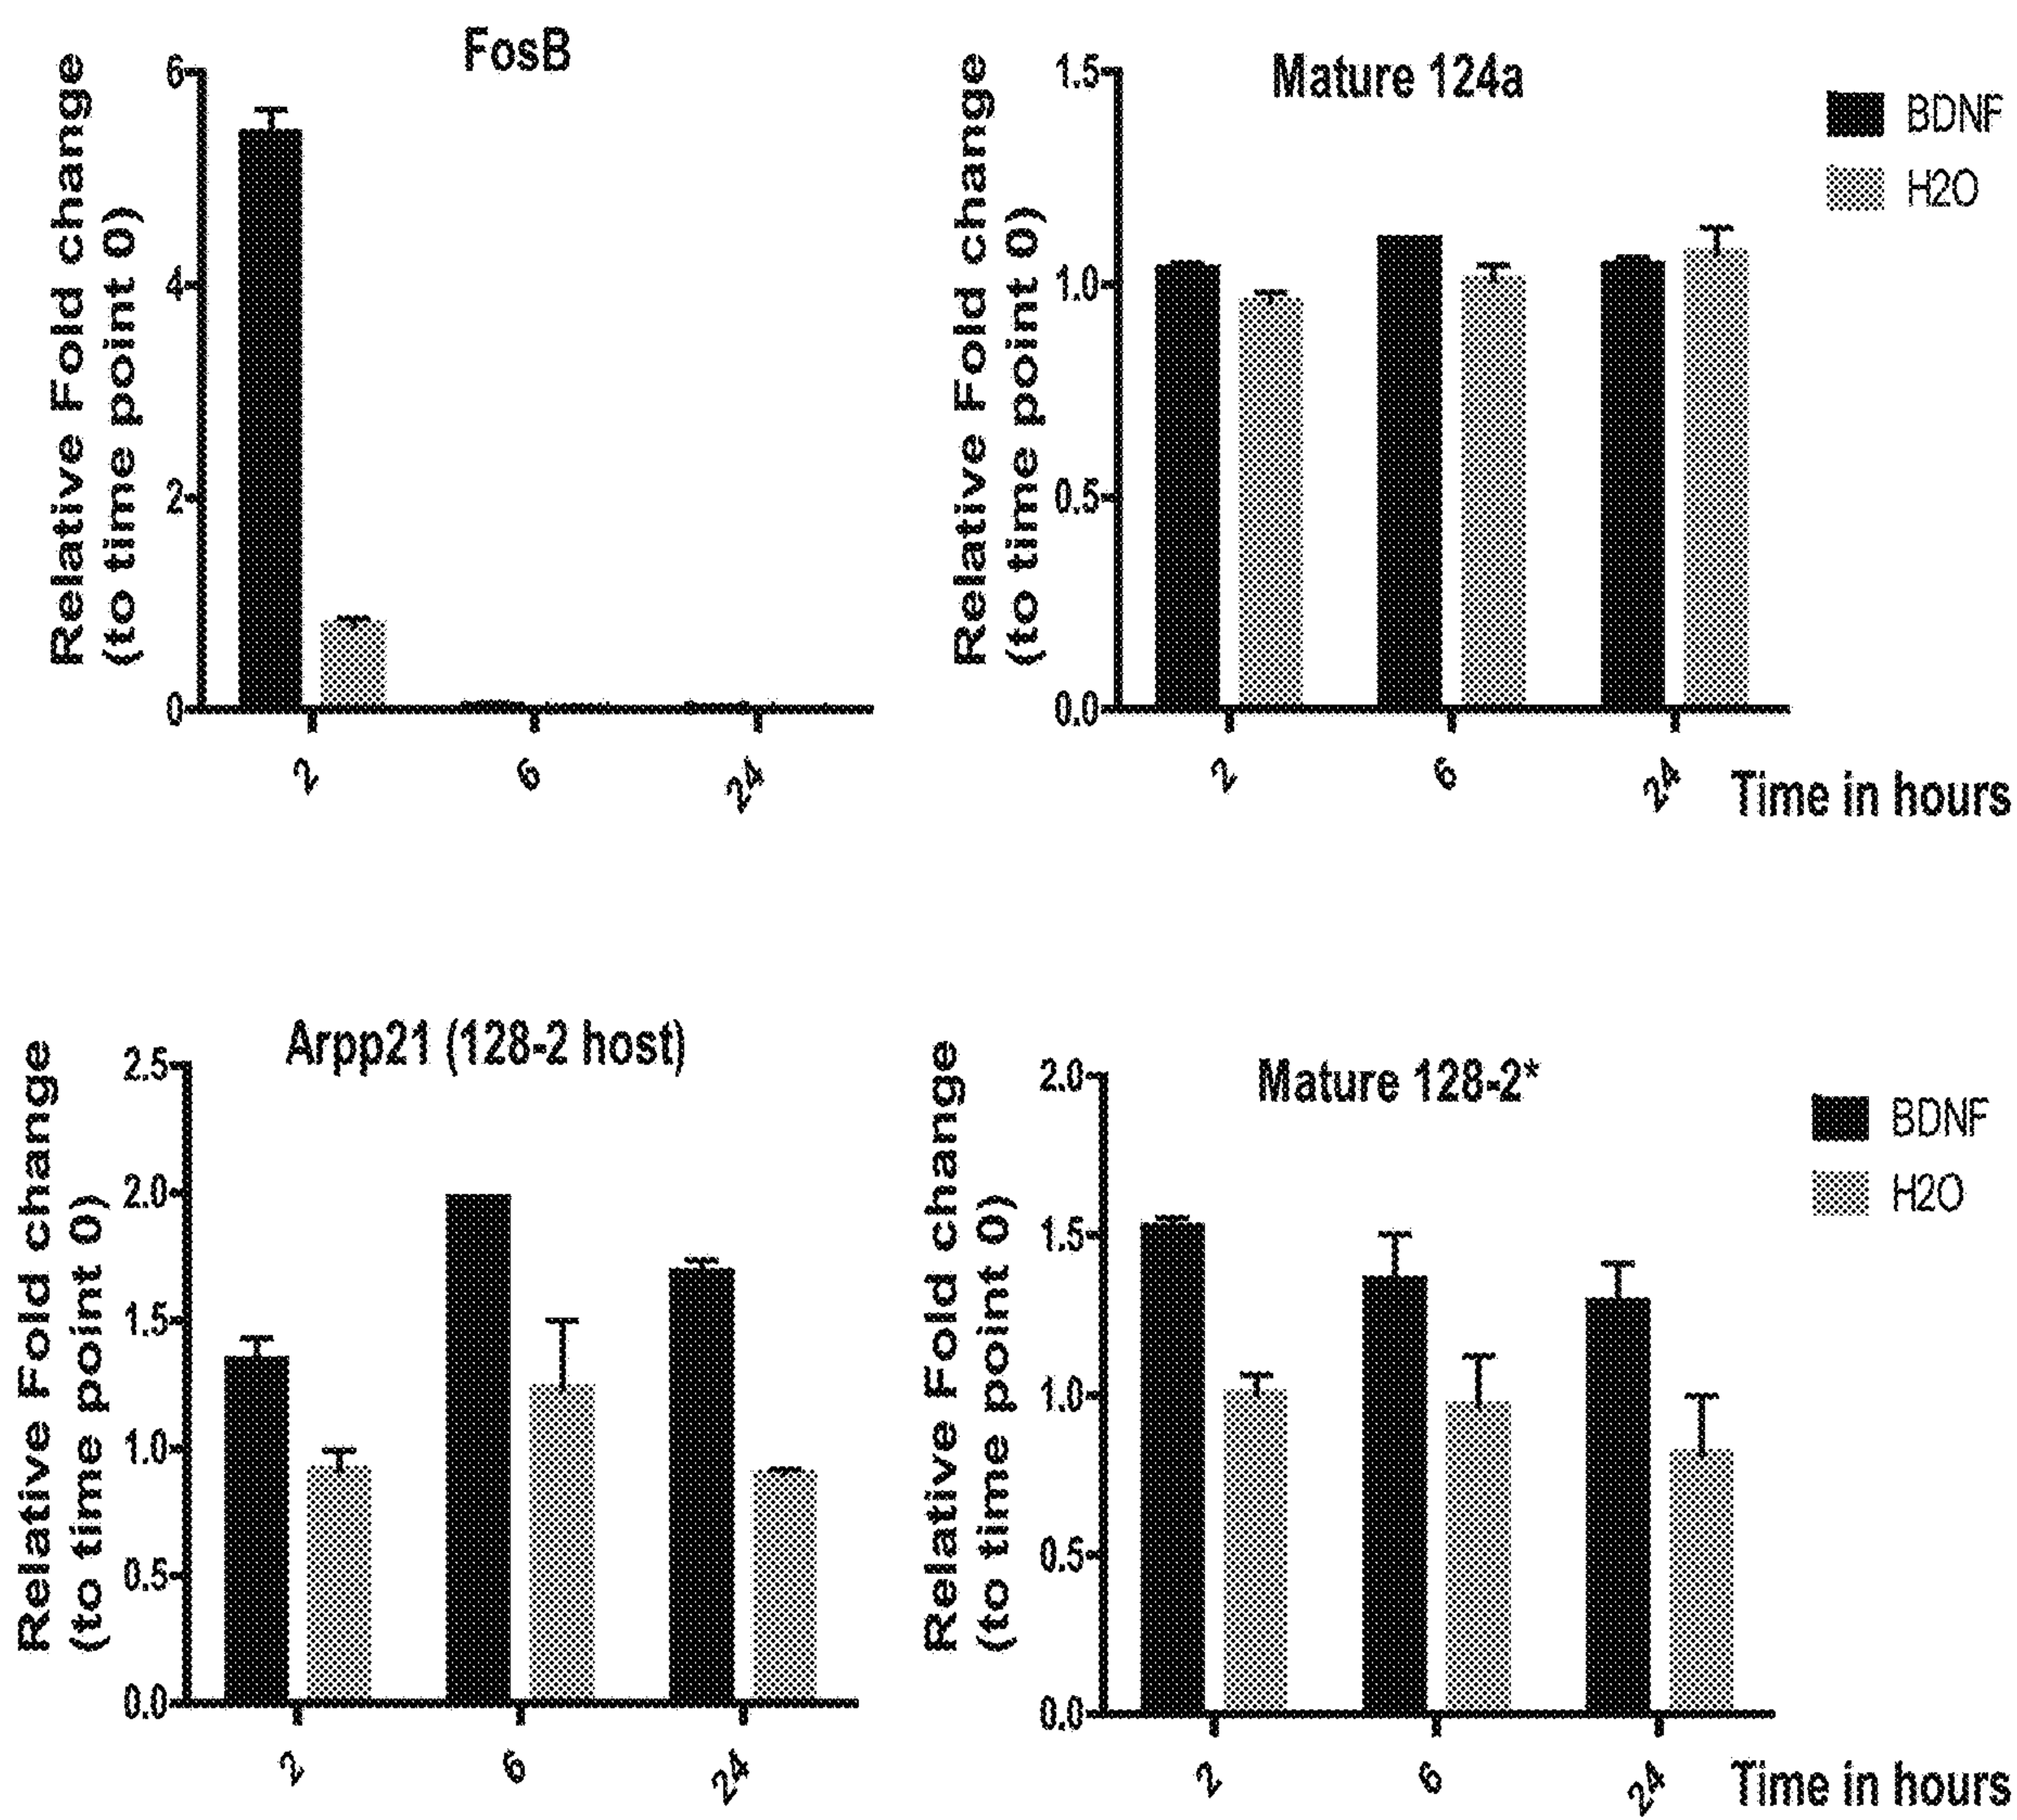 FosB
Relative Fold change
(to time point 0)
6
4
2
0
2
6
24
Mature 124a
Relative Fold change
(to time point 0)
1.5
1.0
0.5
0.0
2
6
24
Time in hours
BDNF
H2O
Arpp21 (128-2 host)
Relative Fold change
(to time point 0)
2.5
2.0
1.5
1.0
0.5
0.0
2
6
24
Mature 128-2*
Relative Fold change
(to time point 0)
2.0
1.5
1.0
0.5
0.0
2
6
24
Time in hours
BDNF
H2O